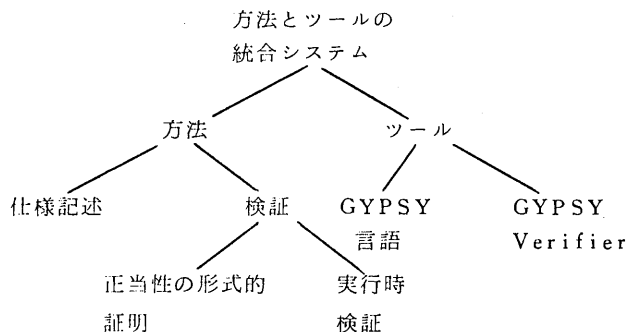 方法とツールの
統合システム
方法
ツール
仕様記述
検証
GYPSY
言語
GYPSY
Verifier
正当性の形式的
証明
実行時
検証